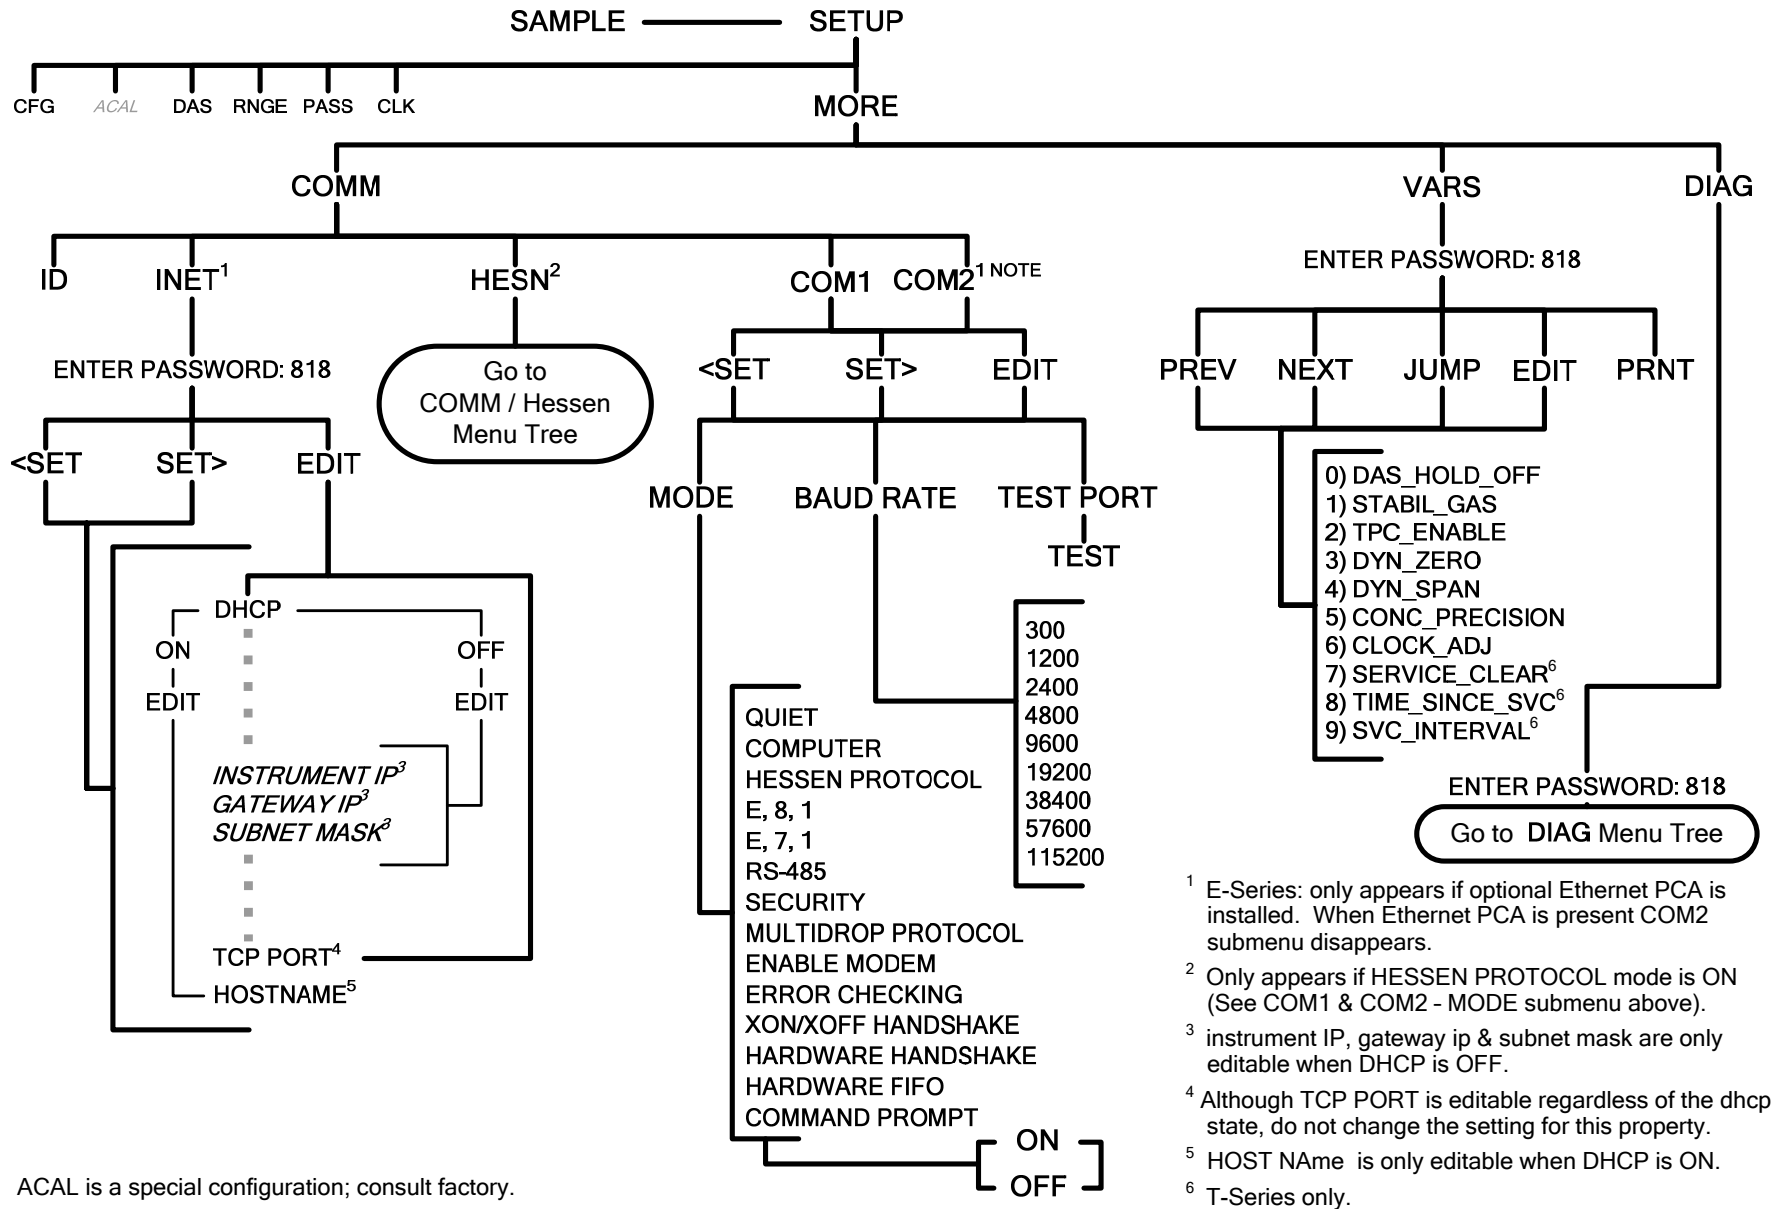 SAMPLE SETUP
CFG ACAL DAS RNGE PASS CLK MORE
COMM VARS DIAG
ID INET1 HESN2 COM1 COM2 1 NOTE
ENTER PASSWORD: 818
ENTER PASSWORD: 818
<SET SET> EDIT
Go to
COMM / Hessen
Menu Tree
<SET SET> EDIT
PREV NEXT JUMP EDIT PRNT
MODE BAUD RATE TEST PORT
TEST
DHCP
ON OFF
EDIT EDIT
INSTRUMENT IP3
GATEWAY IP3
SUBNET MASK3
TCP PORT4
HOSTNAME5
QUIET
COMPUTER
HESSEN PROTOCOL
E, 8, 1
E, 7, 1
RS-485
SECURITY
MULTIDROP PROTOCOL
ENABLE MODEM
ERROR CHECKING
XON/XOFF HANDSHAKE
HARDWARE HANDSHAKE
HARDWARE FIFO
COMMAND PROMPT
ON
OFF
300
1200
2400
4800
9600
19200
38400
57600
115200
0) DAS_HOLD_OFF
1) STABIL_GAS
2) TPC_ENABLE
3) DYN_ZERO
4) DYN_SPAN
5) CONC_PRECISION
6) CLOCK_ADJ
7) SERVICE_CLEAR6
8) TIME_SINCE_SVC6
9) SVC_INTERVAL6
ENTER PASSWORD: 818
Go to DIAG Menu Tree
1 E-Series: only appears if optional Ethernet PCA is
installed. When Ethernet PCA is present COM2
submenu disappears.
2 Only appears if HESSEN PROTOCOL mode is ON
(See COM1 & COM2 - MODE submenu above).
3 instrument IP, gateway ip & subnet mask are only
editable when DHCP is OFF.
4 Although TCP PORT is editable regardless of the dhcp
state, do not change the setting for this property.
5 HOST NAme is only editable when DHCP is ON.
6 T-Series only.
ACAL is a special configuration; consult factory.